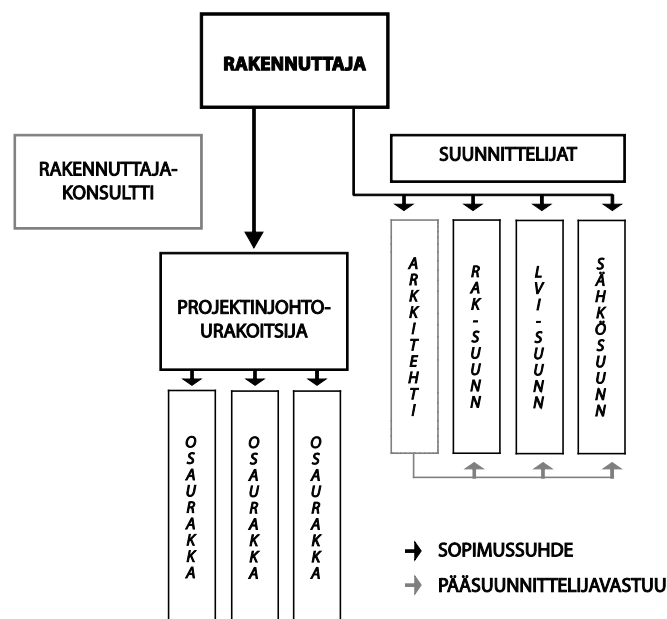 RAKENNUTTAJA
RAKENNUTTAJA-
KONSULTTI
SUUNNITTELIJAT
PROJEKTINJOHTO-
URAKOITSIJA
ARKKITEHTI
RAK-SUUNN
LVI-SUUNN
SÄHKÖSUUNN
OSAURAKKA
OSAURAKKA
OSAURAKKA
SOPIMUSSUHDE
PÄÄSUUNNITTELIJAVASTUU